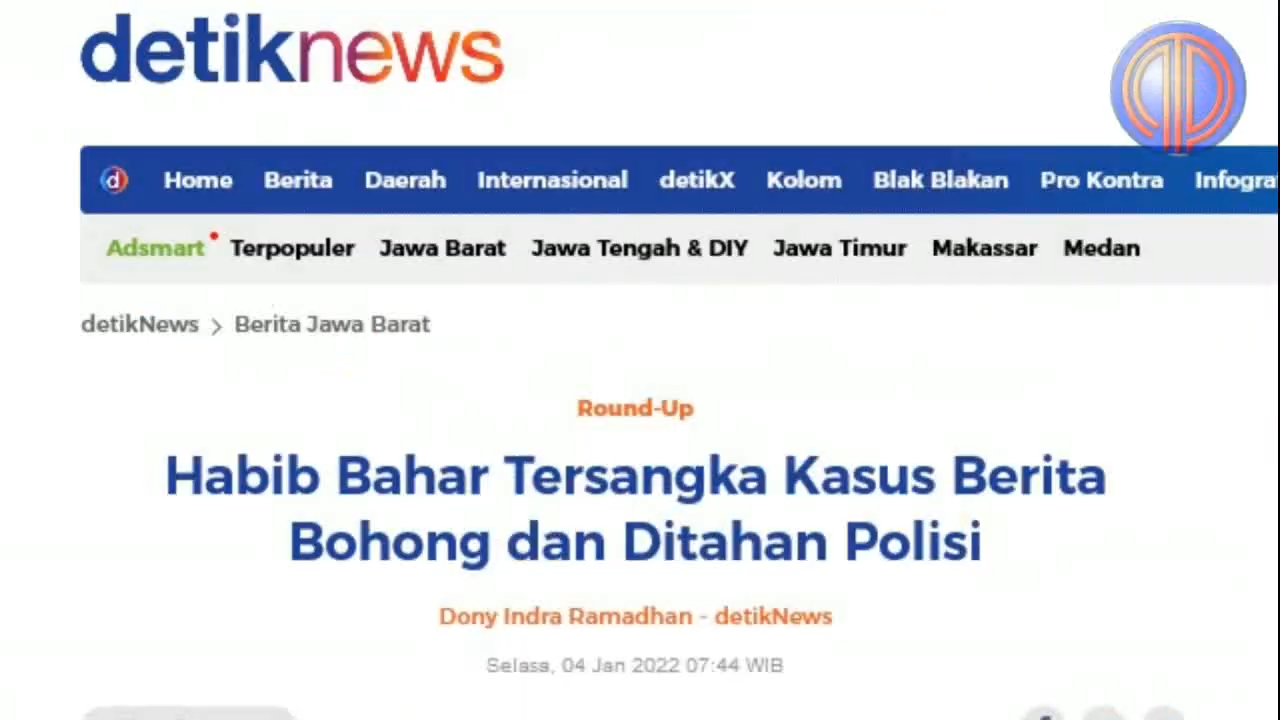 detiknews
Home Berita Daerah Internasional detikX Kolom Blak Blakan Pro Kontra Infogra
Adsmart Terpopuler Jawa Barat Jawa Tengah & DIY Jawa Timur Makassar Medan
detikNews > Berita Jawa Barat
Round-Up
Habib Bahar Tersangka Kasus Berita
Bohong dan Ditahan Polisi
Dony Indra Ramadhan - detikNews
Selasa, 04 Jan 2022 07:44 WIB